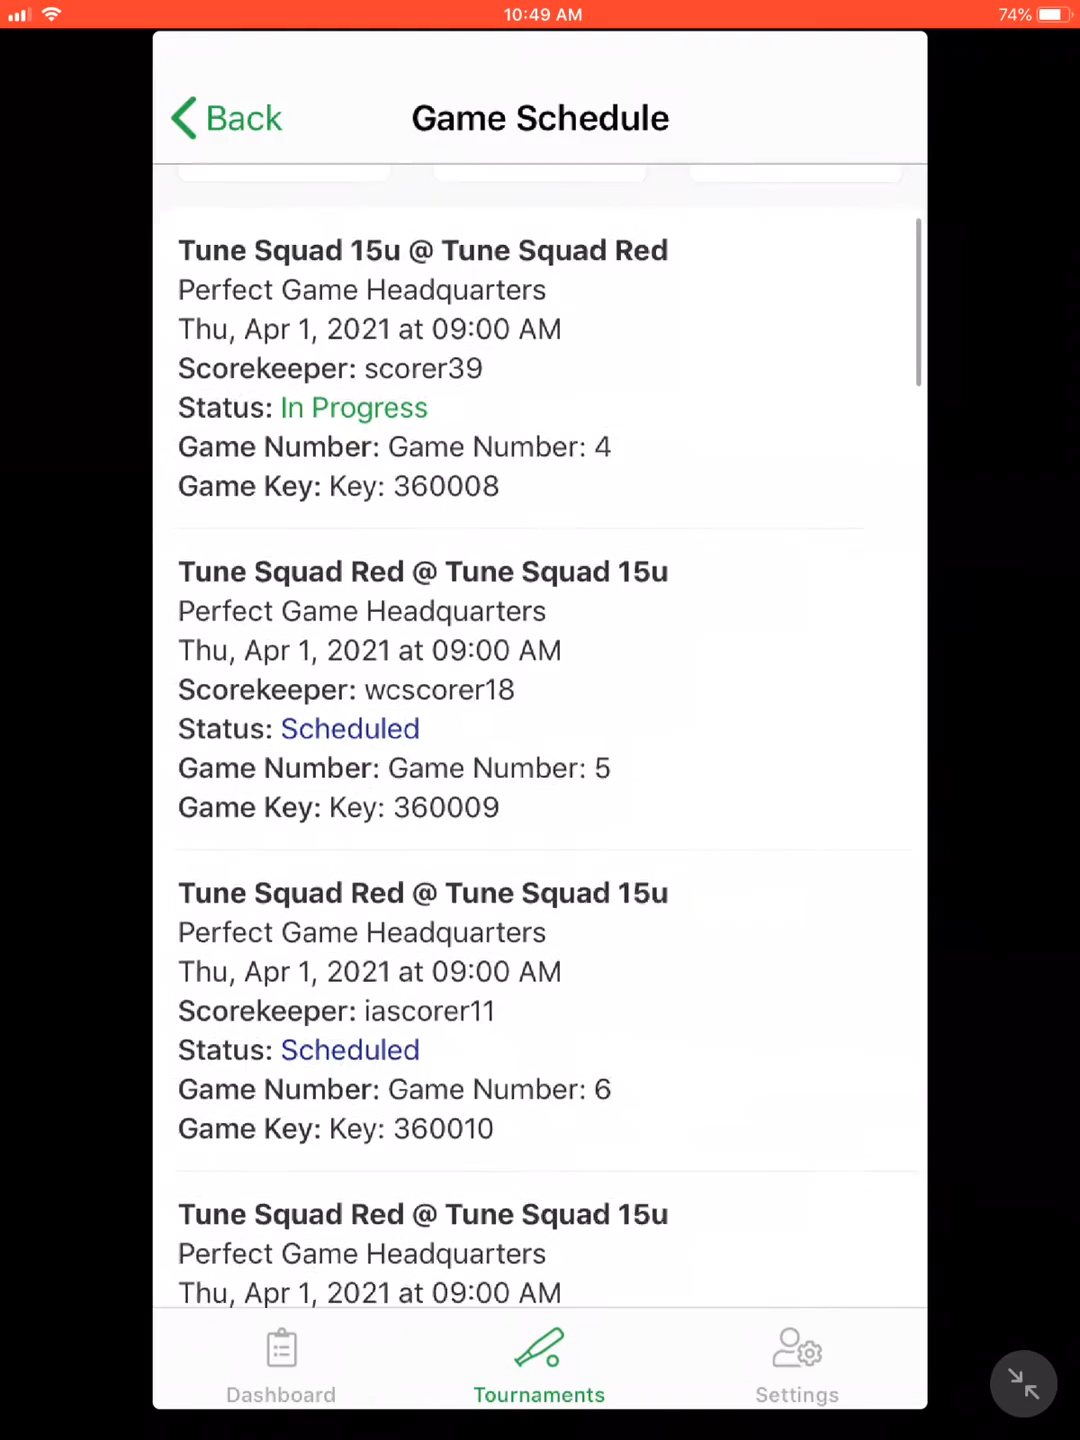 10:49 AM
74%
Back
Game Schedule
Tune Squad 15u @ Tune Squad Red
Perfect Game Headquarters
Thu, Apr 1, 2021 at 09:00 AM
Scorekeeper: scorer39
Status: In Progress
Game Number: Game Number: 4
Game Key: Key: 360008
Tune Squad Red @ Tune Squad 15u
Perfect Game Headquarters
Thu, Apr 1, 2021 at 09:00 AM
Scorekeeper: wcscorer18
Status: Scheduled
Game Number: Game Number: 5
Game Key: Key: 360009
Tune Squad Red @ Tune Squad 15u
Perfect Game Headquarters
Thu, Apr 1, 2021 at 09:00 AM
Scorekeeper: iascorer11
Status: Scheduled
Game Number: Game Number: 6
Game Key: Key: 360010
Tune Squad Red @ Tune Squad 15u
Perfect Game Headquarters
Thu, Apr 1, 2021 at 09:00 AM
Dashboard
Tournaments
Settings